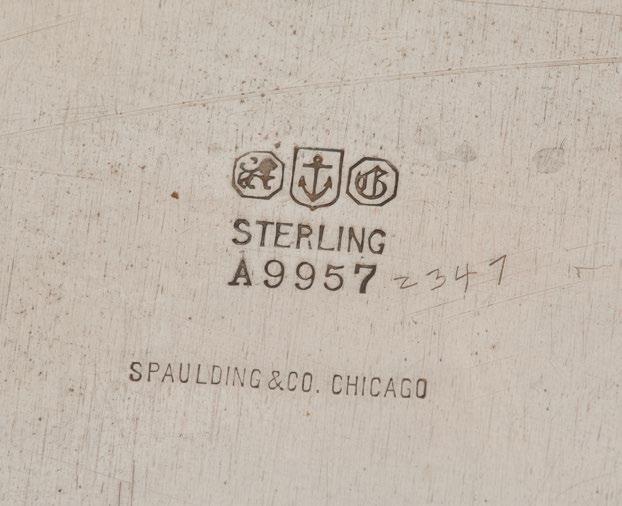 G
STERLING
A9957 2347
SPAULDING & CO. CHICAGO